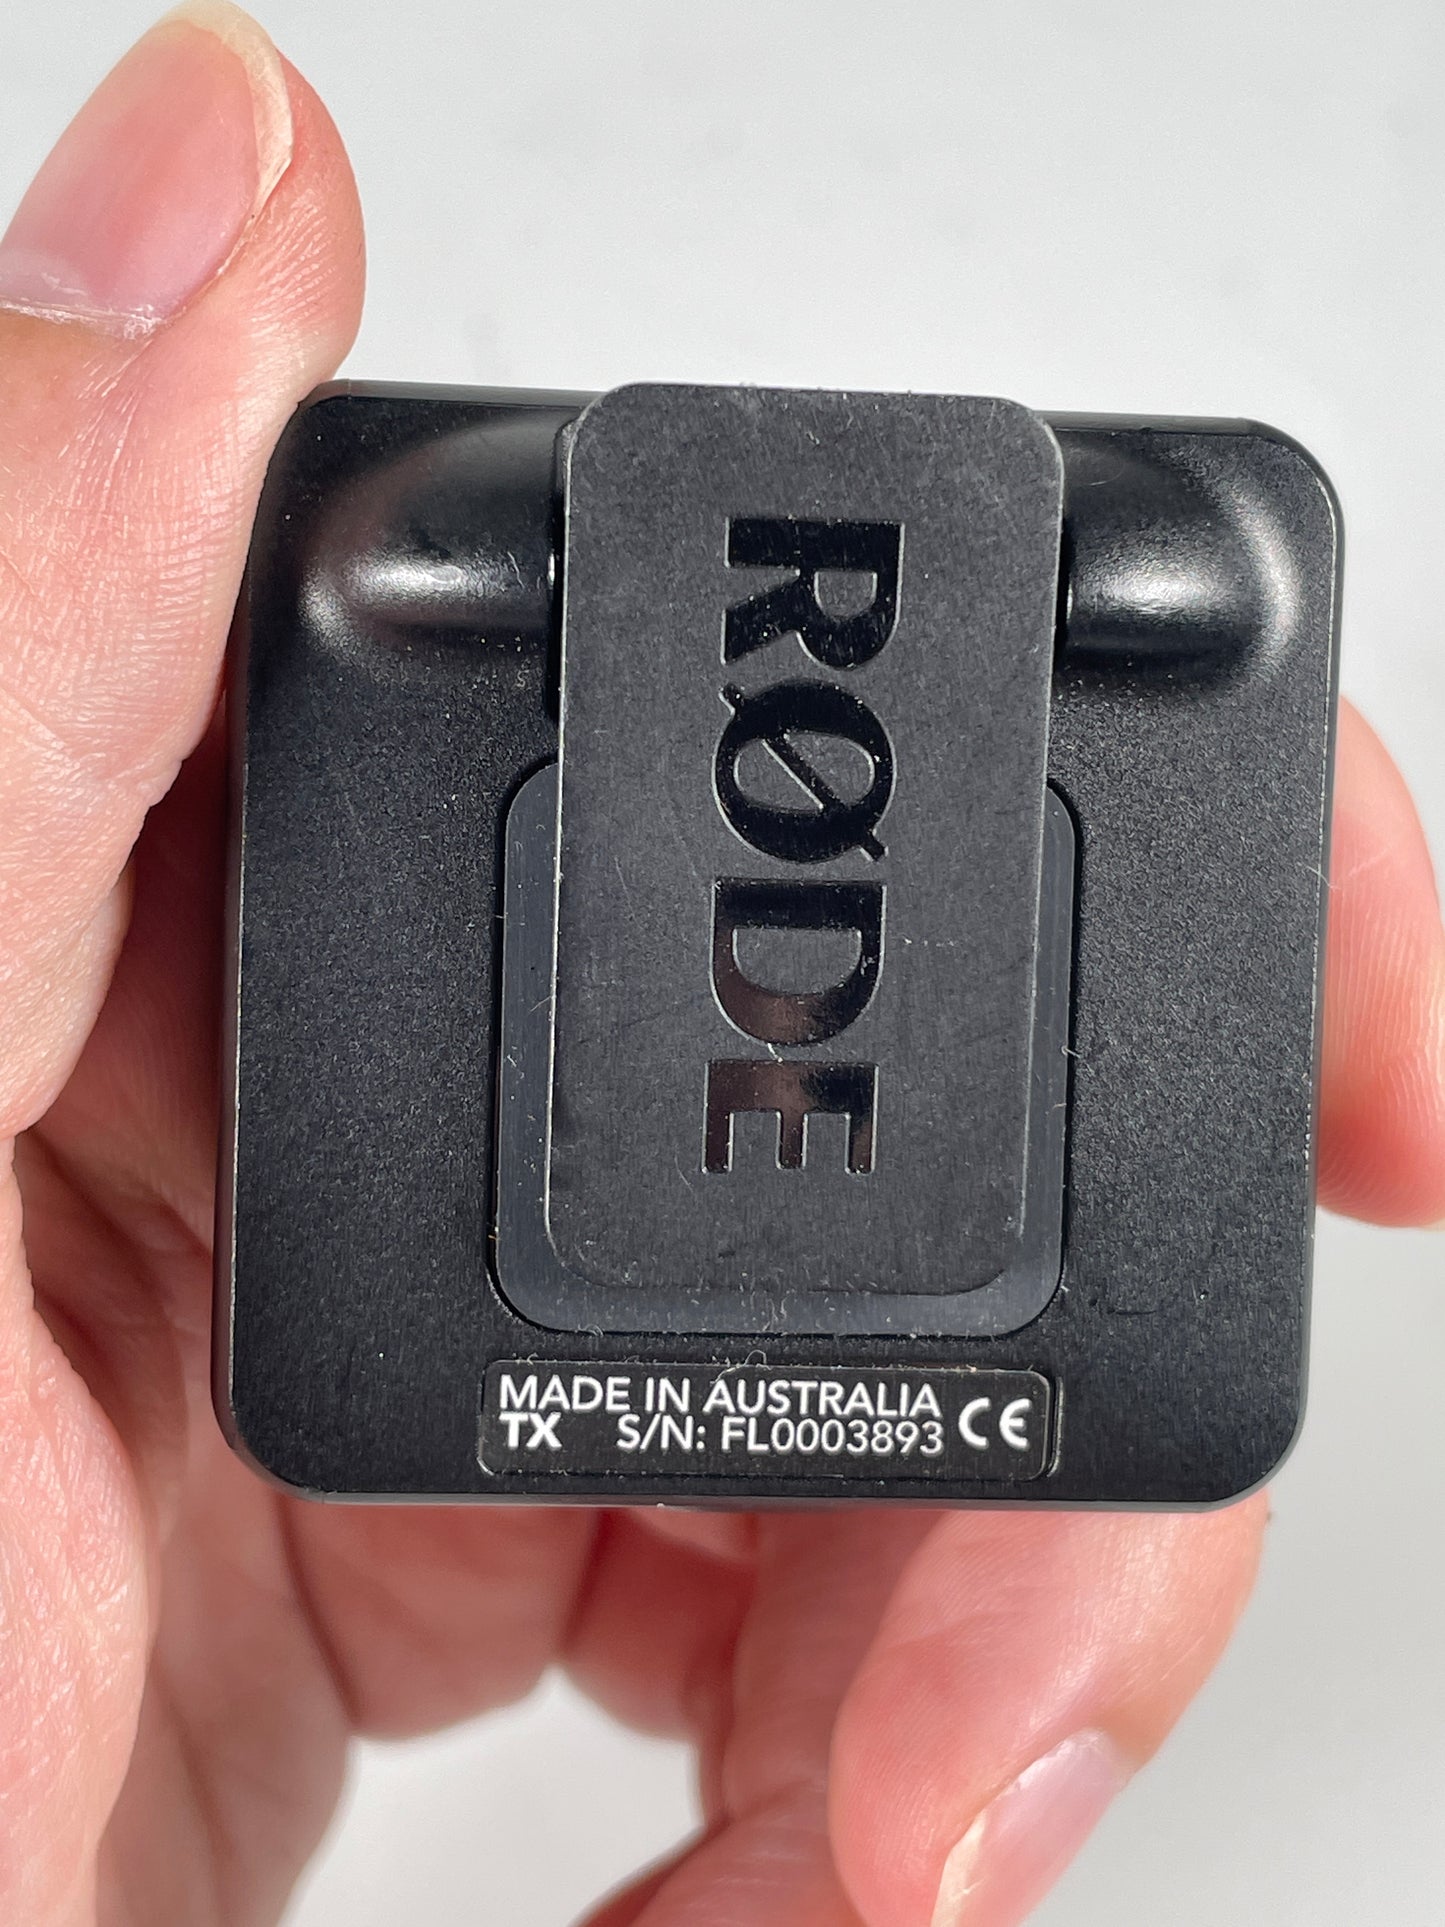 RØDE
MADE IN AUSTRALIA CE
TX S/N: FL0003893